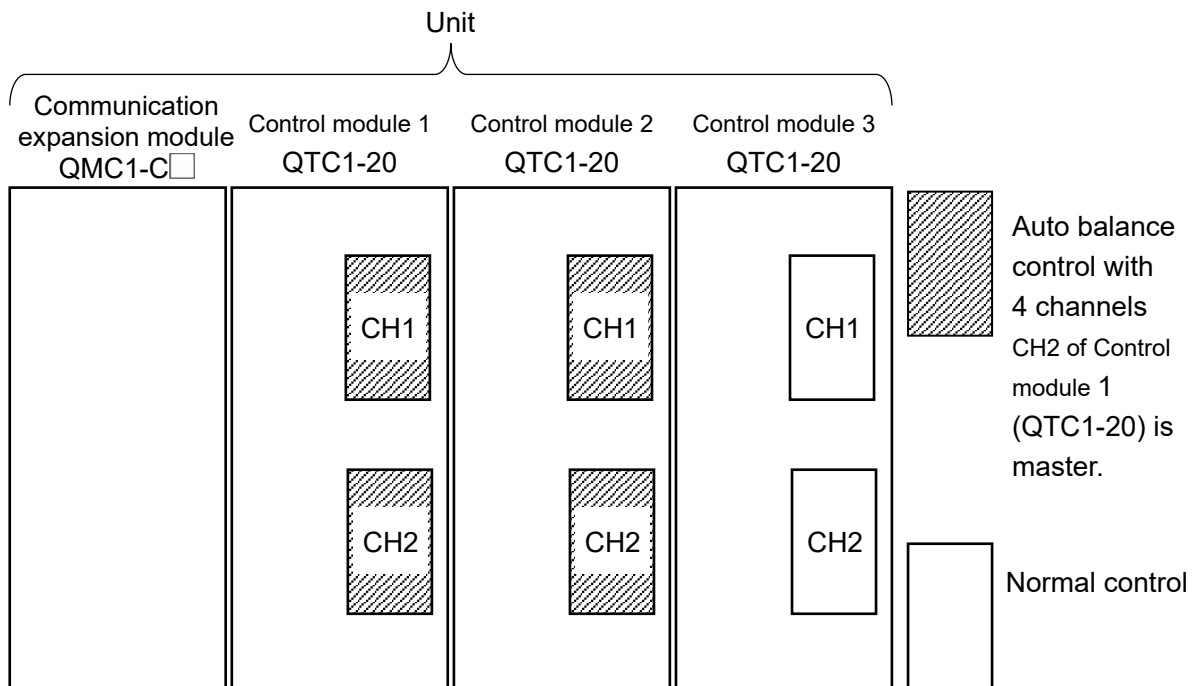 Unit
Communication
expansion module
QMC1-C□
Control module 1
QTC1-20
Control module 2
QTC1-20
Control module 3
QTC1-20
CH1
CH1
CH1
CH2
CH2
CH2
Auto balance
control with
4 channels
CH2 of Control
module 1
(QTC1-20) is
master.
Normal control